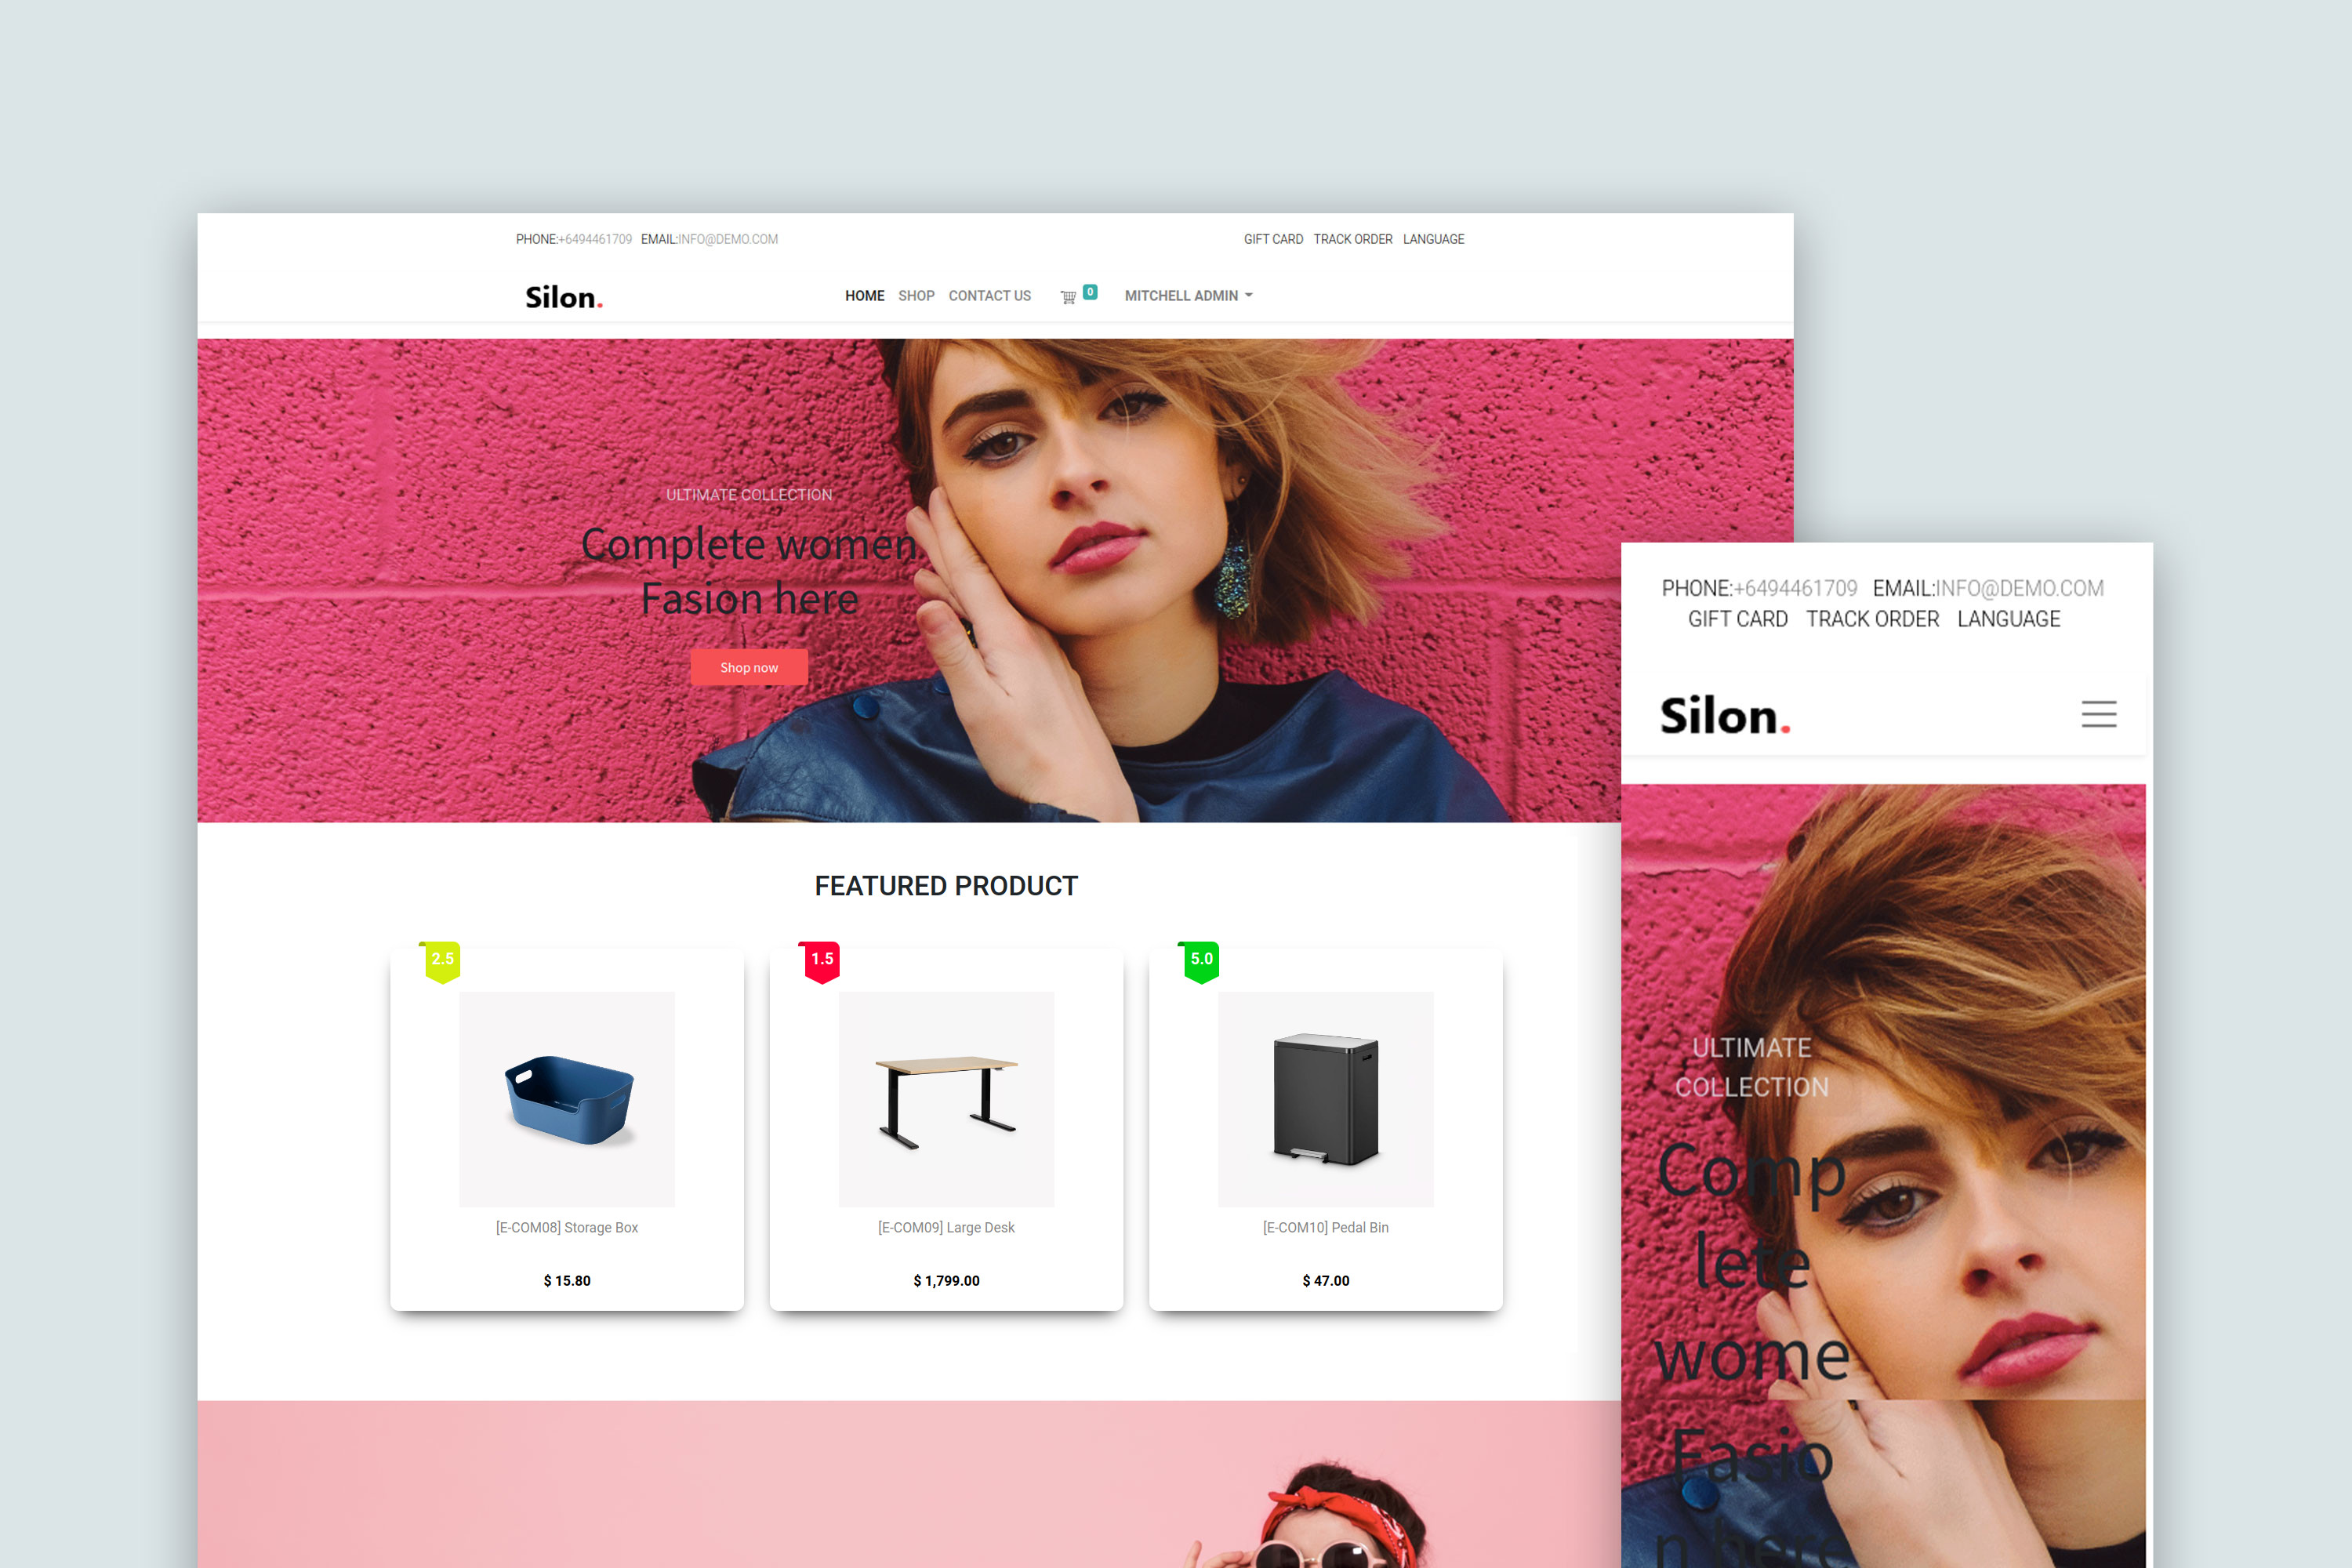 PHONE:+6494461709 EMAIL:INFO@DEMO.COM
GIFT CARD TRACK ORDER LANGUAGE
Silon.
HOME SHOP CONTACT US 0 MITCHELL ADMIN
ULTIMATE COLLECTION
Complete women.
Fasion here
Shop now
FEATURED PRODUCT
2.5
[E-COM08] Storage Box
$ 15.80
1.5
[E-COM09] Large Desk
$ 1,799.00
5.0
[E-COM10] Pedal Bin
$ 47.00
PHONE:+6494461709 EMAIL:INFO@DEMO.COM
GIFT CARD TRACK ORDER LANGUAGE
Silon.
ULTIMATE
COLLECTION
Comp
lete
wome
Fasio
n here